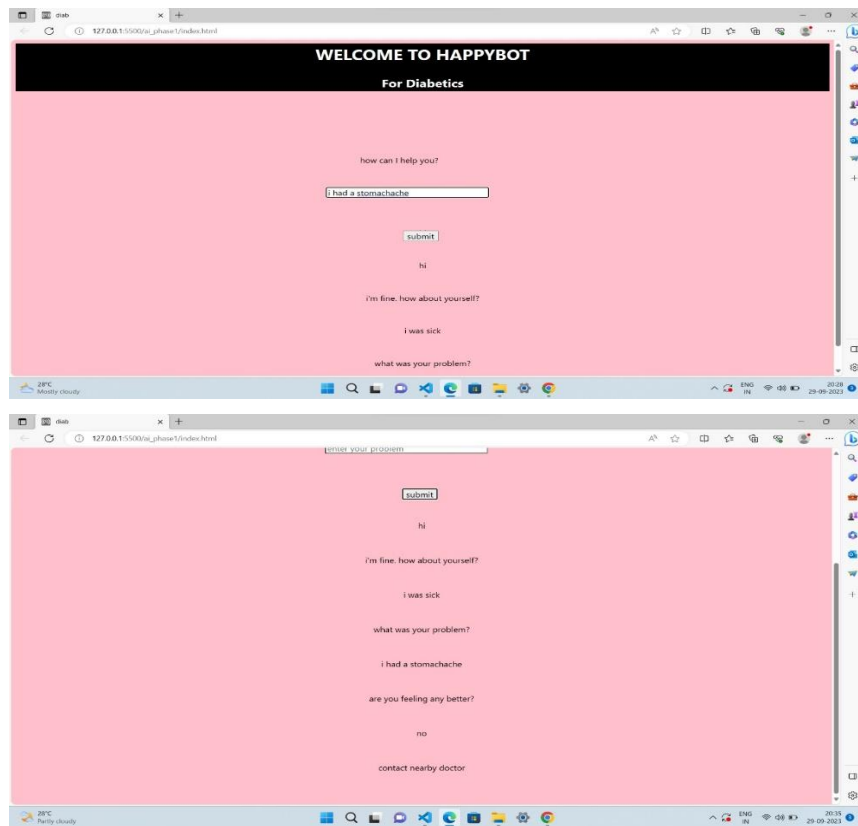 diab
127.0.0.1:5500/ai_phase1/index.html
WELCOME TO HAPPYBOT
For Diabetics
how can I help you?
i had a stomachache
submit
hi
i'm fine. how about yourself?
i was sick
what was your problem?
28°C
Mostly cloudy
ENG
IN
20:28
29-09-2023
diab
127.0.0.1:5500/ai_phase1/index.html
enter your problem
submit
hi
i'm fine. how about yourself?
i was sick
what was your problem?
i had a stomachache
are you feeling any better?
no
contact nearby doctor
28°C
Partly cloudy
ENG
IN
20:35
29-09-2023